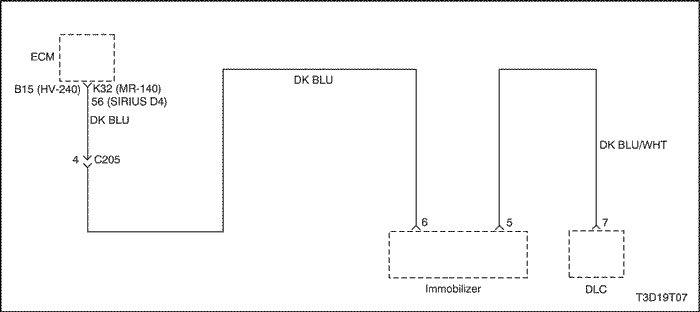 ECM
B15 (HV-240)
K32 (MR-140)
56 (SIRIUS D4)
DK BLU
4
C205
DK BLU
DK BLU/WHT
6
5
7
Immobilizer
DLC
T3D19T07